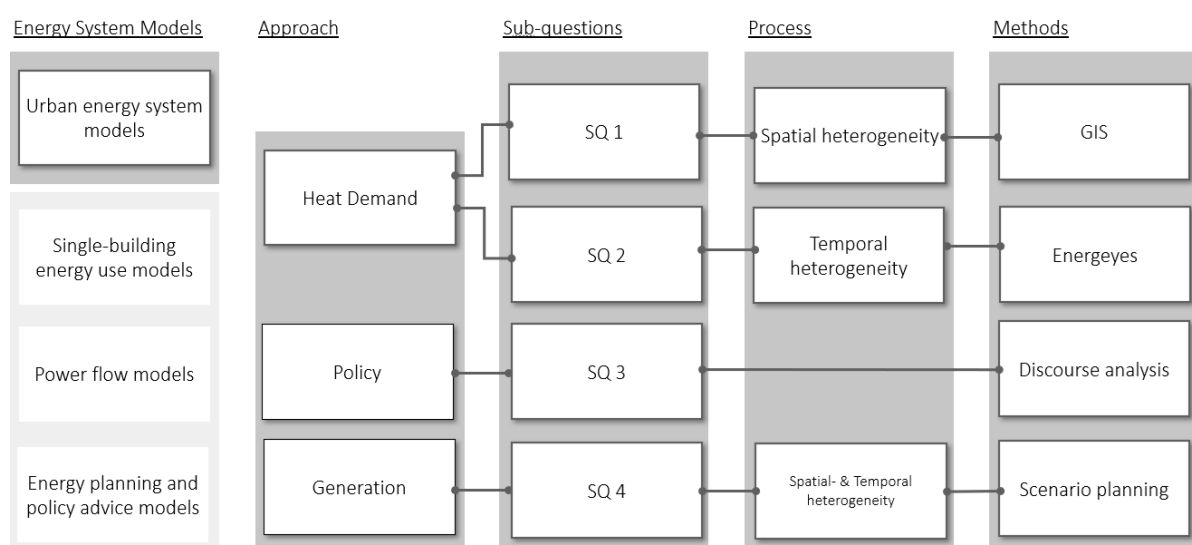 Energy System Models
Approach
Sub-questions
Process
Methods
Urban energy system
models
Single-building
energy use models
Power flow models
Energy planning and
policy advice models
Heat Demand
Policy
Generation
SQ 1
SQ 2
SQ 3
SQ 4
Spatial heterogeneity
Temporal
heterogeneity
Spatial- & Temporal
heterogeneity
GIS
Energeyes
Discourse analysis
Scenario planning